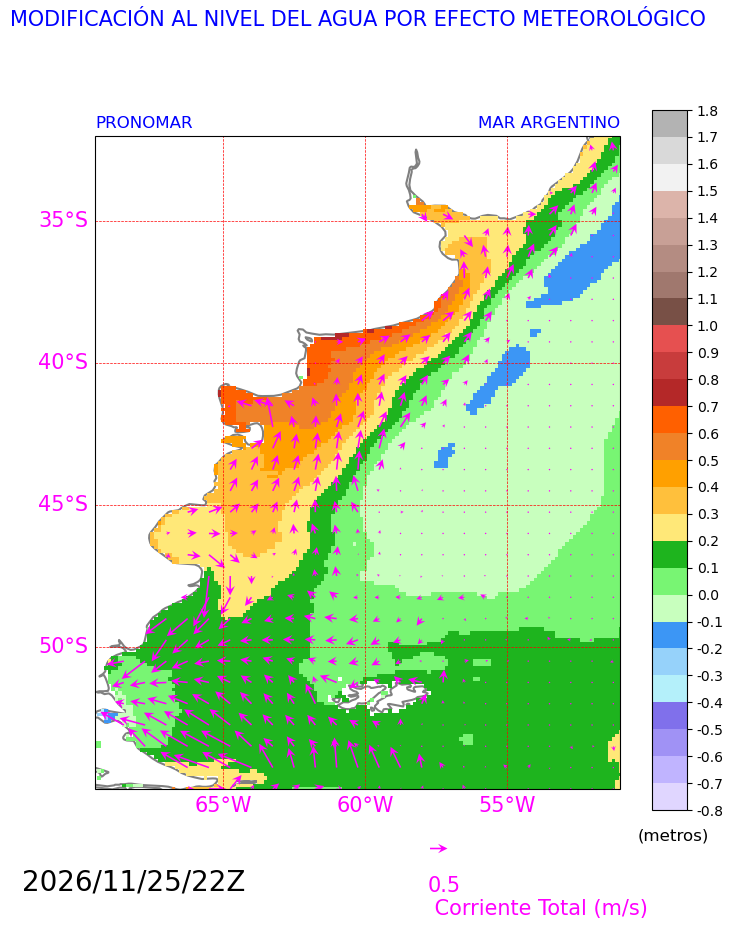 MODIFICACIÓN AL NIVEL DEL AGUA POR EFECTO METEOROLÓGICO
PRONOMAR
MAR ARGENTINO
35°S
40°S
45°S
50°S
65°W
60°W
55°W
1.8
1.7
1.6
1.5
1.4
1.3
1.2
1.1
1.0
0.9
0.8
0.7
0.6
0.5
0.4
0.3
0.2
0.1
0.0
-0.1
-0.2
-0.3
-0.4
-0.5
-0.6
-0.7
-0.8
(metros)
2026/11/25/22Z
0.5
Corriente Total (m/s)